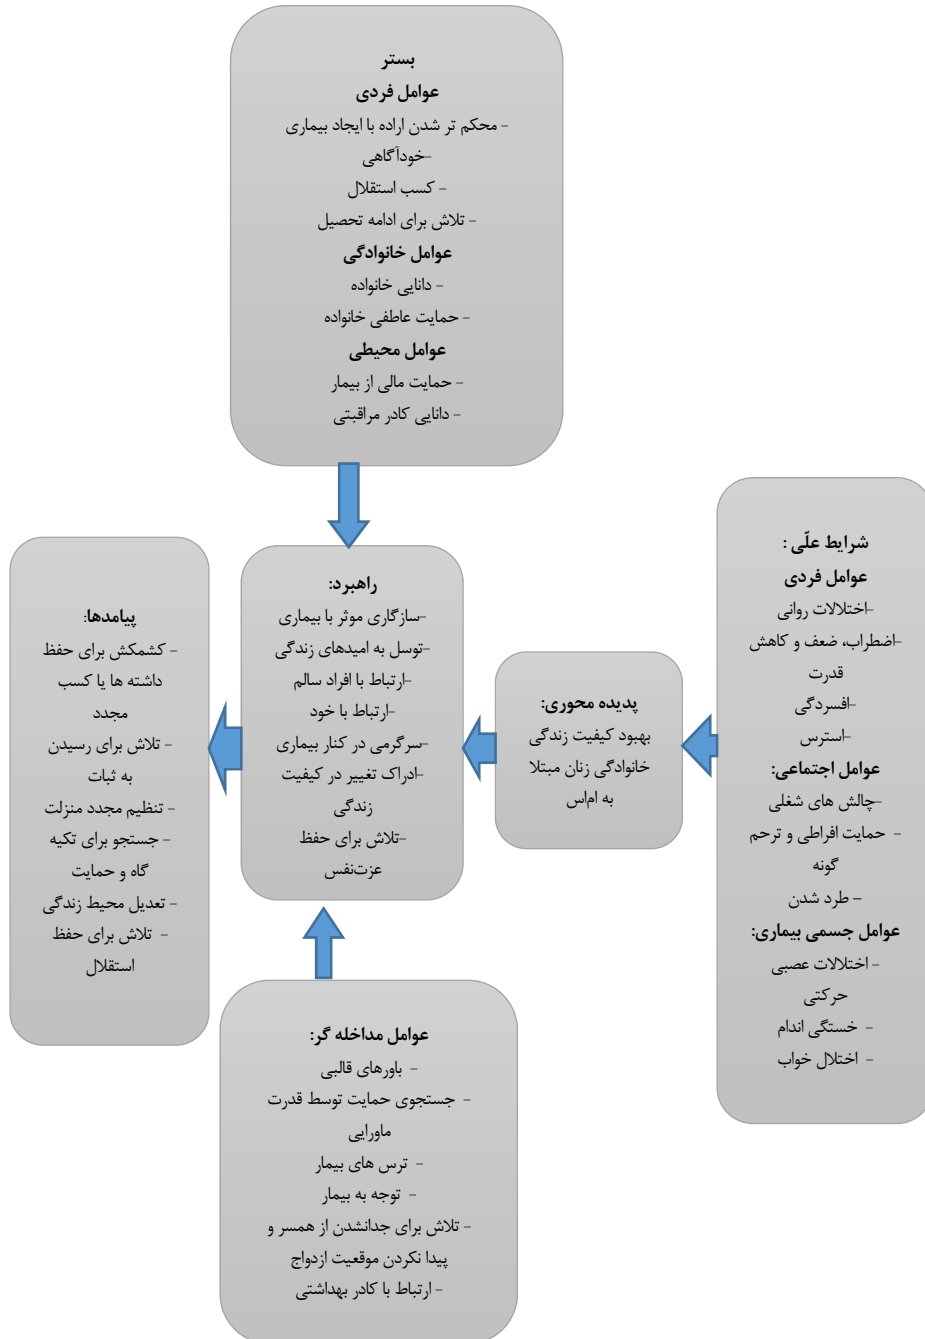 بستر
عوامل فردی
- محکم تر شدن اراده با ایجاد بیماری
-خودآگاهی
- کسب استقلال
- تلاش برای ادامه تحصیل
عوامل خانوادگی
- دانایی خانواده
- حمایت عاطفی خانواده
عوامل محیطی
- حمایت مالی از بیمار
- دانایی کادر مراقبتی
شرایط علّی :
عوامل فردی
-اختلالات روانی
-اضطراب، ضعف و کاهش
قدرت
-افسردگی
-استرس
عوامل اجتماعی:
-چالش های شغلی
- حمایت افراطی و ترحم
گونه
- طرد شدن
عوامل جسمی بیماری:
- اختلالات عصبی
حرکتی
- خستگی اندام
- اختلال خواب
پدیده محوری:
بهبود کیفیت زندگی
خانوادگی زنان مبتلا
به ام‌اس
راهبرد:
-سازگاری موثر با بیماری
-توسل به امیدهای زندگی
-ارتباط با افراد سالم
-ارتباط با خود
-سرگرمی در کنار بیماری
-ادراک تغییر در کیفیت
زندگی
-تلاش برای حفظ
عزت‌نفس
پیامدها:
- کشمکش برای حفظ
داشته ها یا کسب
مجدد
- تلاش برای رسیدن
به ثبات
- تنظیم مجدد منزلت
- جستجو برای تکیه
گاه و حمایت
- تعدیل محیط زندگی
- تلاش برای حفظ
استقلال
عوامل مداخله گر:
- باورهای قالبی
- جستجوی حمایت توسط قدرت
ماورایی
- ترس های بیمار
- توجه به بیمار
- تلاش برای جدانشدن از همسر و
پیدا نکردن موقعیت ازدواج
- ارتباط با کادر بهداشتی